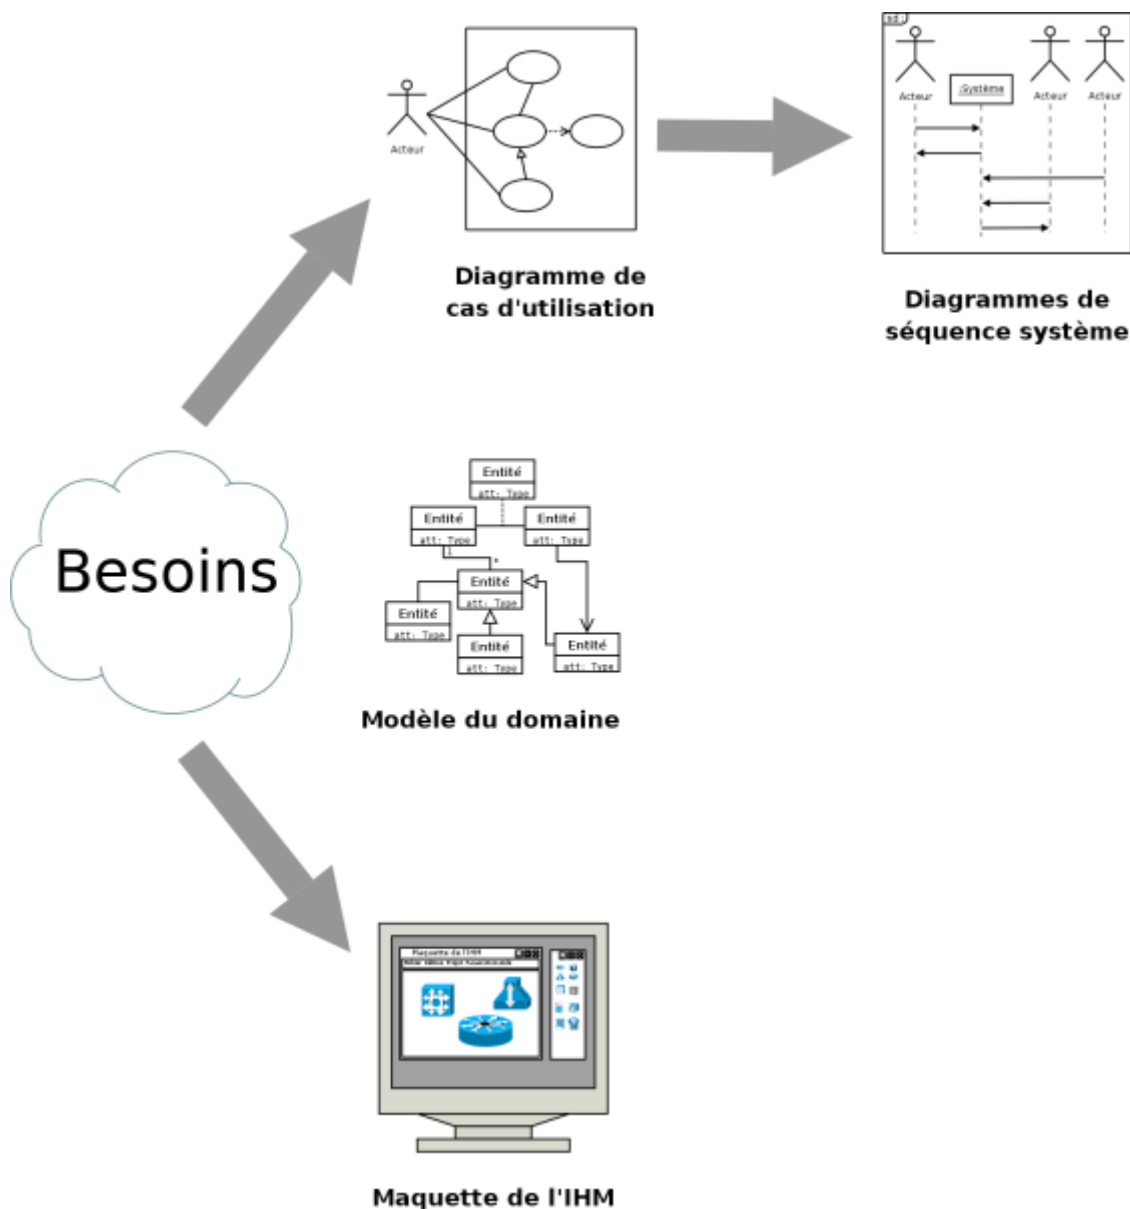 sd
Acteur
Système
Acteur
Acteur
Acteur
Diagramme de
cas d'utilisation
Diagrammes de
séquence système
Besoins
Entité
att: Type
Entité
att: Type
Entité
att: Type
1
*
Entité
att: Type
Entité
att: Type
Entité
att: Type
Entité
att: Type
Modèle du domaine
Maquette de l'IHM
Maquette de l'IHM